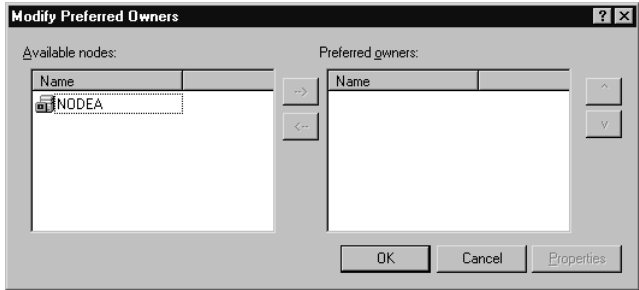 Modify Preferred Owners
Available nodes:
Preferred owners:
Name
Name
NODEA
-->
<--
^
v
OK
Cancel
Properties